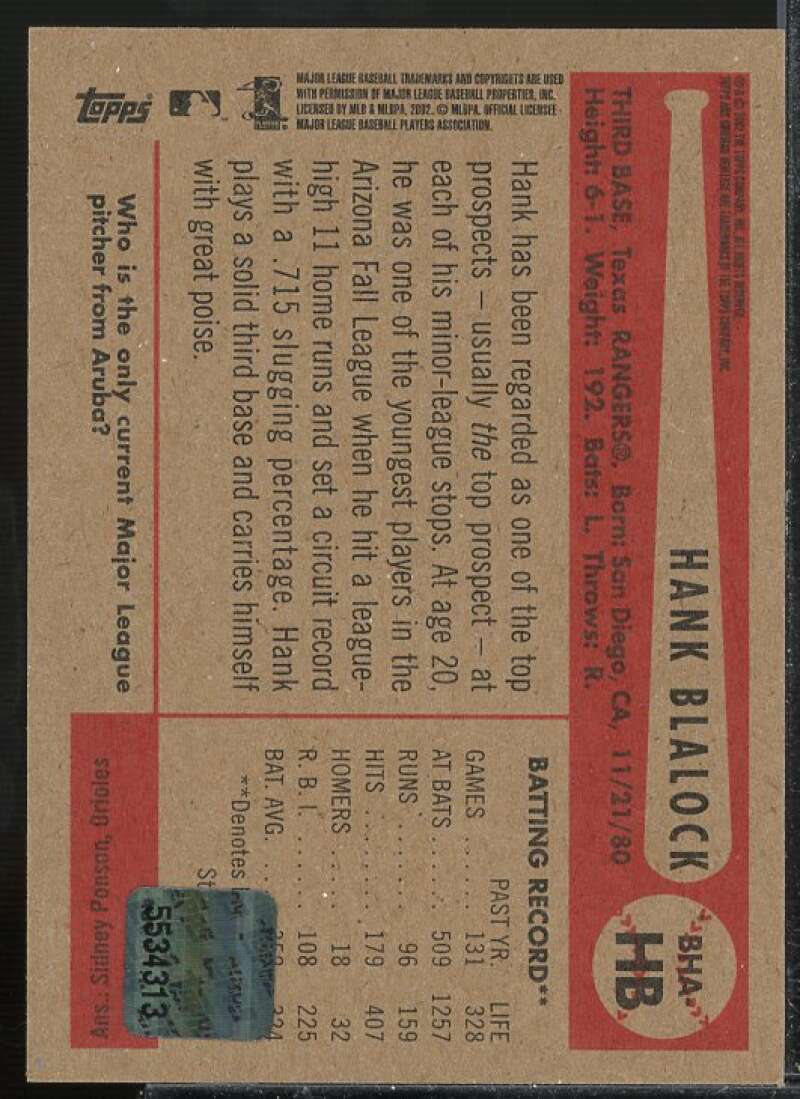 HANK BLALOCK
BHA-
HB
THIRD BASE, Texas RANGERS®. Born: San Diego, CA, 11/21/80
Height: 6-1. Weight: 192. Bats: L. Throws: R.
MAJOR LEAGUE BASEBALL TRADEMARKS AND COPYRIGHTS ARE USED
WITH PERMISSION OF MAJOR LEAGUE BASEBALL PROPERTIES, INC.
LICENSED BY MLB & MLBPA, 2002. © MLBPA. OFFICIAL LICENSEE -
MAJOR LEAGUE BASEBALL PLAYERS ASSOCIATION.
Topps
Hank has been regarded as one of the top
prospects – usually the top prospect – at
each of his minor-league stops. At age 20,
he was one of the youngest players in the
Arizona Fall League when he hit a league-
high 11 home runs and set a circuit record
with a .715 slugging percentage. Hank
plays a solid third base and carries himself
with great poise.
BATTING RECORD**
PAST YR. LIFE
GAMES ...... 131 328
AT BATS ..... 509 1257
RUNS ....... 96 159
HITS ........ 179 407
HOMERS .... 18 32
R. B. I. ...... 108 225
BAT. AVG. ...
**Denotes
5534313
Who is the only current Major League
pitcher from Aruba?
Ans.: Sidney Ponson, Orioles